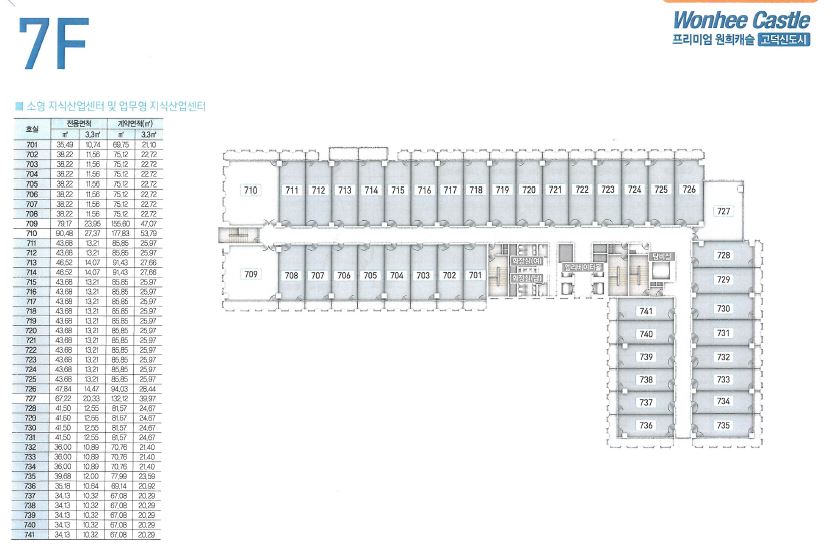 7F
Wonhee Castle
프리미엄 원희캐슬 고덕신도시
소형 지식산업센터 및 업무형 지식산업센터
호실 전용면적 계약면적(㎡)
㎡ 3.3㎡ ㎡ 3.3㎡
701 35.49 10.74 69.75 21.10
702 38.22 11.56 75.12 22.72
703 38.22 11.56 75.12 22.72
704 38.22 11.56 75.12 22.72
705 38.22 11.56 75.12 22.72
706 38.22 11.56 75.12 22.72
707 38.22 11.56 75.12 22.72
708 38.22 11.56 75.12 22.72
709 79.17 23.95 155.60 47.07
710 90.48 27.37 177.83 53.79
711 43.68 13.21 85.85 25.97
712 43.68 13.21 85.85 25.97
713 46.52 14.07 91.43 27.66
714 46.52 14.07 91.43 27.66
715 43.68 13.21 85.85 25.97
716 43.68 13.21 85.85 25.97
717 43.68 13.21 85.85 25.97
718 43.68 13.21 85.85 25.97
719 43.68 13.21 85.85 25.97
720 43.68 13.21 85.85 25.97
721 43.68 13.21 85.85 25.97
722 43.68 13.21 85.85 25.97
723 43.68 13.21 85.85 25.97
724 43.68 13.21 85.85 25.97
725 43.68 13.21 85.85 25.97
726 47.84 14.47 94.03 28.44
727 67.22 20.33 132.12 39.97
728 41.50 12.55 81.57 24.67
729 41.50 12.55 81.57 24.67
730 41.50 12.55 81.57 24.67
731 41.50 12.55 81.57 24.67
732 36.00 10.89 70.76 21.40
733 36.00 10.89 70.76 21.40
734 36.00 10.89 70.76 21.40
735 39.68 12.00 77.99 23.59
736 35.18 10.64 69.14 20.92
737 34.13 10.32 67.08 20.29
738 34.13 10.32 67.08 20.29
739 34.13 10.32 67.08 20.29
740 34.13 10.32 67.08 20.29
741 34.13 10.32 67.08 20.29
710 711 712 713 714 715 716 717 718 719 720 721 722 723 724 725 726
727
709 708 707 706 705 704 703 702 701
화장실(여)
화장실(남)
728
729
741 730
740 731
739 732
738 733
737 734
736 735